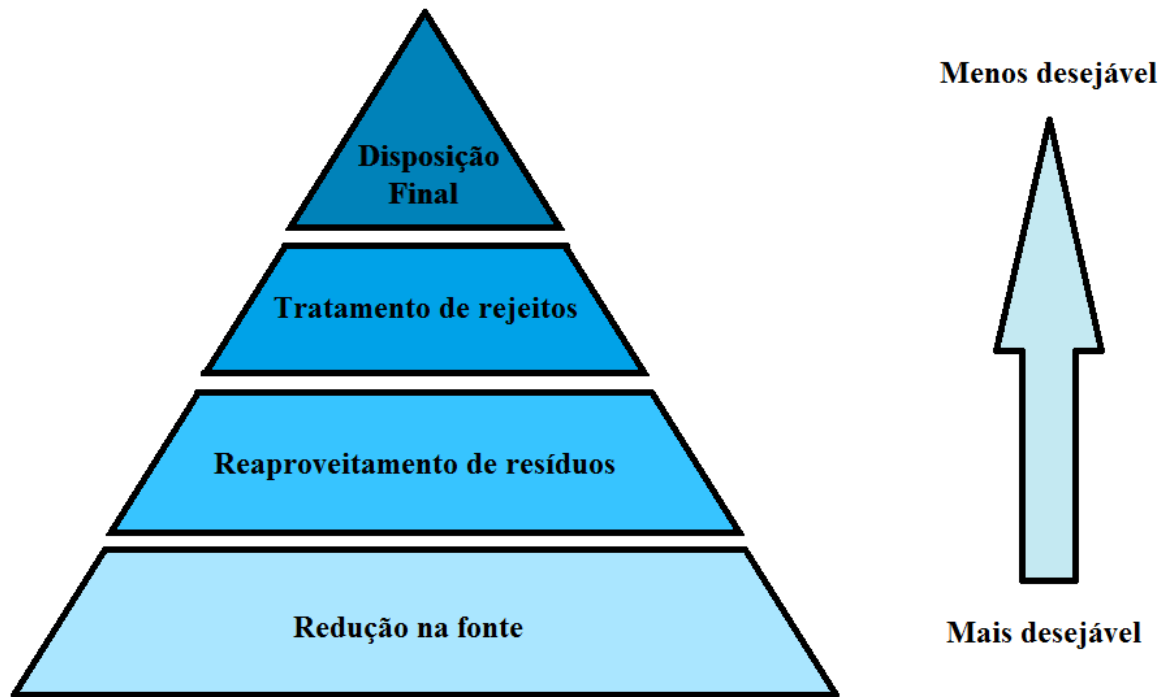 Menos desejável
Disposição
Final
Tratamento de rejeitos
Reaproveitamento de resíduos
Redução na fonte
Mais desejável